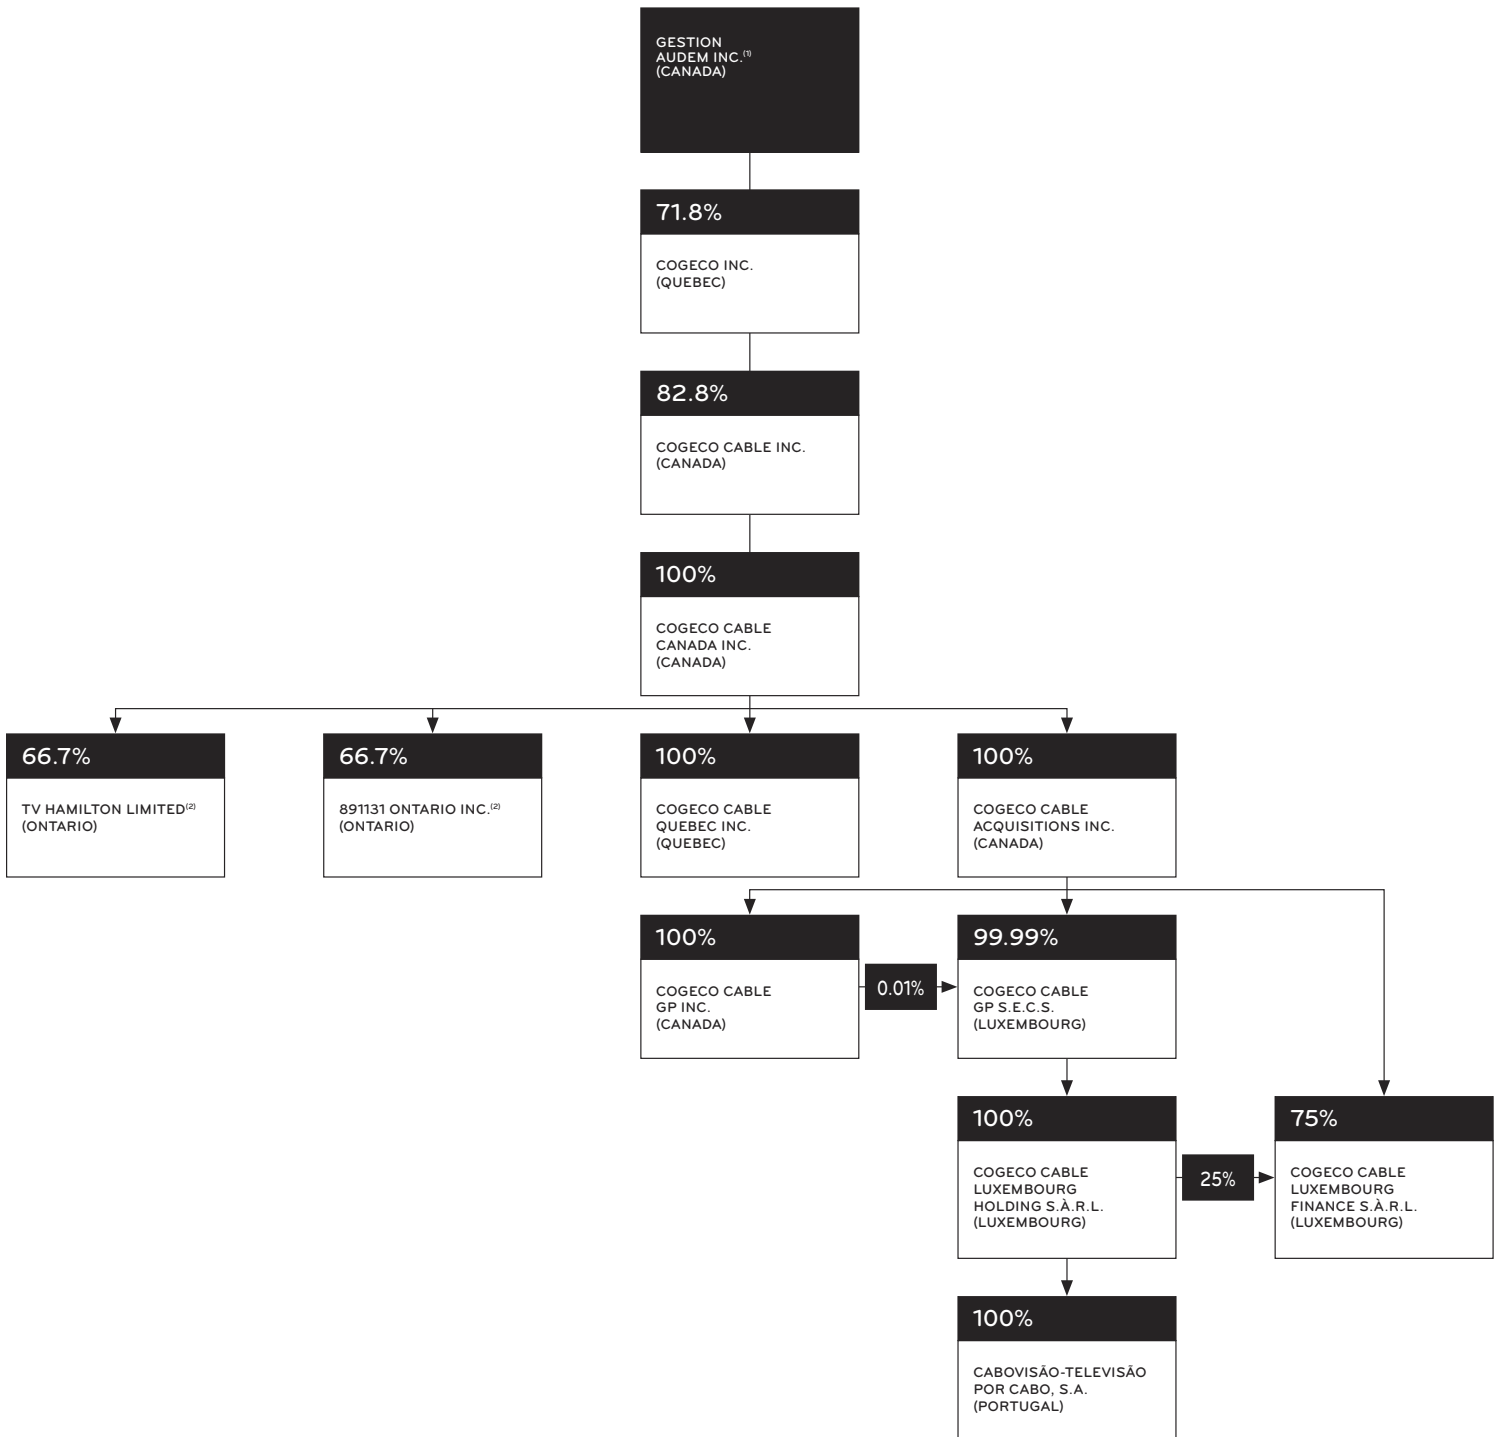 GESTION
AUDEM INC.(1)
(CANADA)
71.8%
COGECO INC.
(QUEBEC)
82.8%
COGECO CABLE INC.
(CANADA)
100%
COGECO CABLE
CANADA INC.
(CANADA)
66.7%
TV HAMILTON LIMITED(2)
(ONTARIO)
66.7%
891131 ONTARIO INC.(2)
(ONTARIO)
100%
COGECO CABLE
QUEBEC INC.
(QUEBEC)
100%
COGECO CABLE
ACQUISITIONS INC.
(CANADA)
100%
COGECO CABLE
GP INC.
(CANADA)
0.01%
99.99%
COGECO CABLE
GP S.E.C.S.
(LUXEMBOURG)
100%
COGECO CABLE
LUXEMBOURG
HOLDING S.À.R.L.
(LUXEMBOURG)
25%
75%
COGECO CABLE
LUXEMBOURG
FINANCE S.À.R.L.
(LUXEMBOURG)
100%
CABOVISÃO-TELEVISÃO
POR CABO, S.A.
(PORTUGAL)